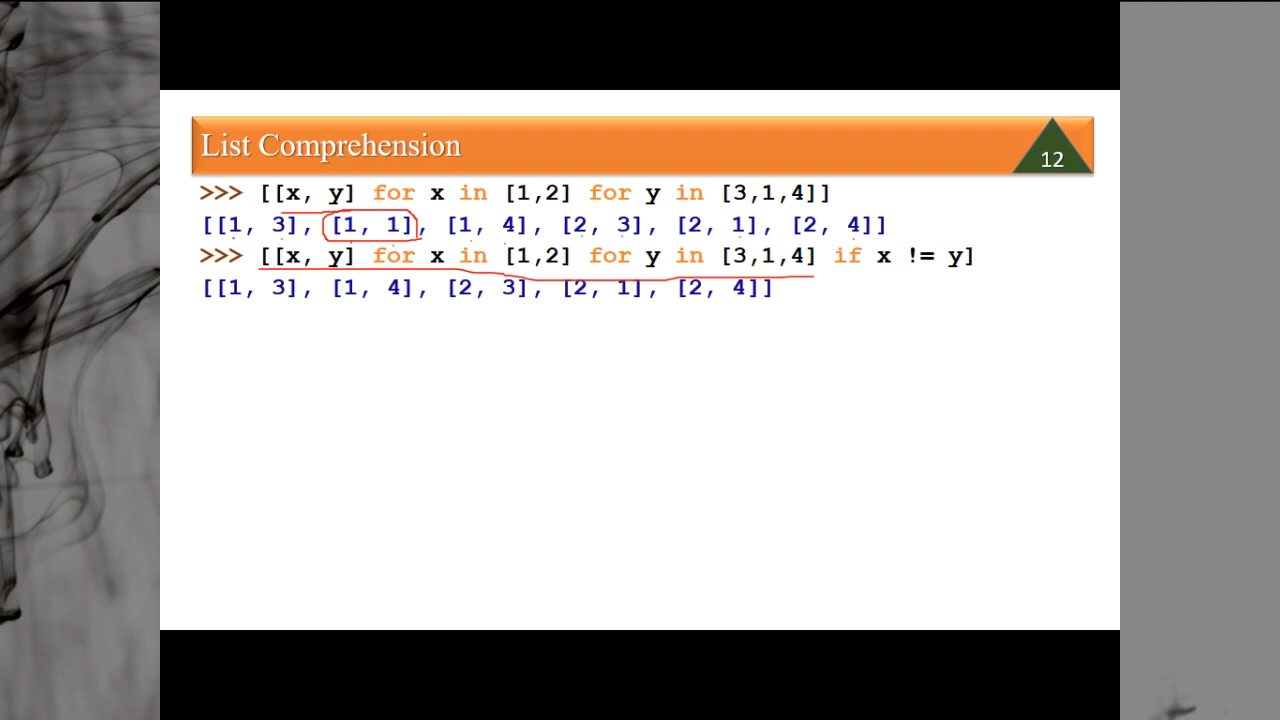 List Comprehension
12
>>> [[x, y] for x in [1,2] for y in [3,1,4]]
[[1, 3], [1, 1], [1, 4], [2, 3], [2, 1], [2, 4]]
>>> [[x, y] for x in [1,2] for y in [3,1,4] if x != y]
[[1, 3], [1, 4], [2, 3], [2, 1], [2, 4]]